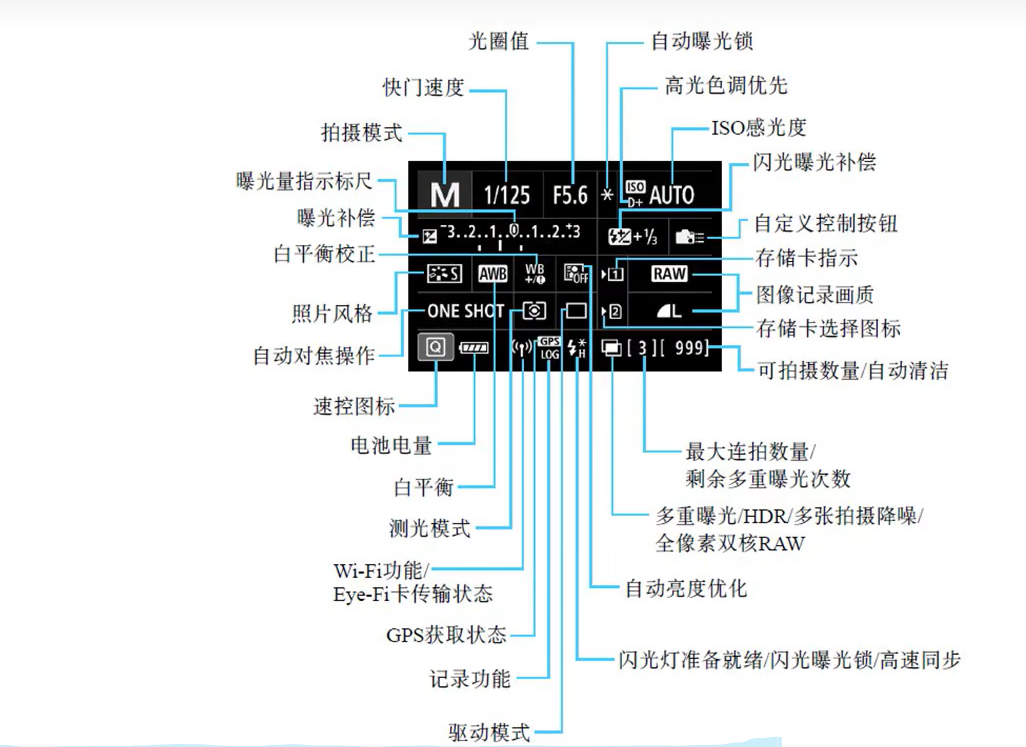 光圈值
自动曝光锁
快门速度
高光色调优先
拍摄模式
ISO感光度
闪光曝光补偿
曝光量指示标尺
曝光补偿
自定义控制按钮
白平衡校正
存储卡指示
照片风格
图像记录画质
自动对焦操作
存储卡选择图标
可拍摄数量/自动清洁
M 1/125 F5.6 * ISO D+ AUTO
-3..2..1..0..1..2.+3 +1/3
S AWB WB +/- OFF 1 RAW
ONE SHOT 2 L
Q GPS LOG *H [ 3 ][ 999]
速控图标
电池电量
白平衡
测光模式
Wi-Fi功能/
Eye-Fi卡传输状态
GPS获取状态
记录功能
驱动模式
最大连拍数量/
剩余多重曝光次数
多重曝光/HDR/多张拍摄降噪/
全像素双核RAW
自动亮度优化
闪光灯准备就绪/闪光曝光锁/高速同步